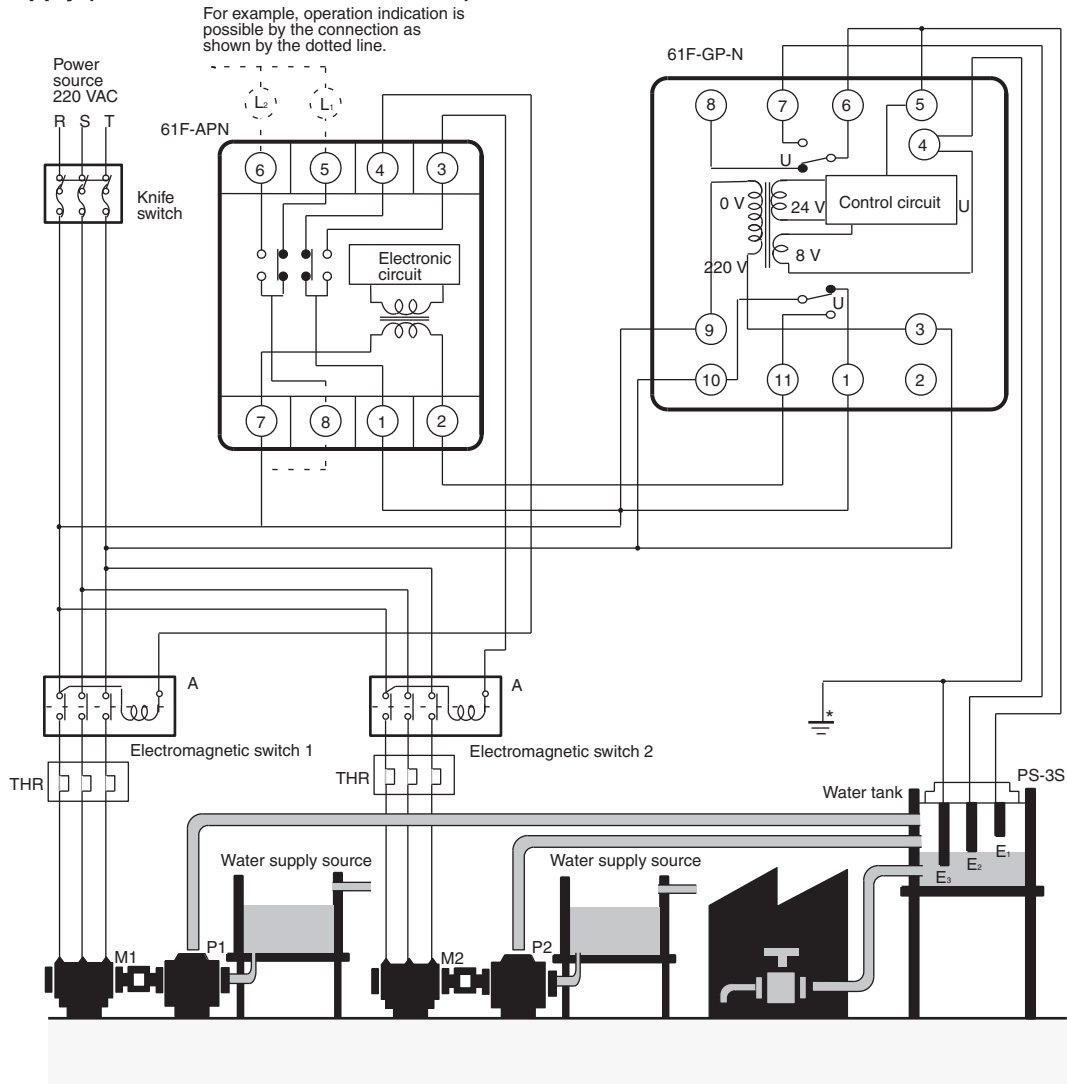 For example, operation indication is
possible by the connection as
shown by the dotted line.
Power
source
220 VAC
R S T
Knife
switch
61F-APN
L2
L1
6
5
4
3
Electronic
circuit
7
8
1
2
61F-GP-N
8
7
6
5
4
U
0 V
24 V
Control circuit
U
8 V
220 V
U
9
3
10
11
1
2
A
A
Electromagnetic switch 1
Electromagnetic switch 2
THR
THR
*
Water tank
PS-3S
E1
E2
E3
Water supply source
Water supply source
M1
P1
M2
P2